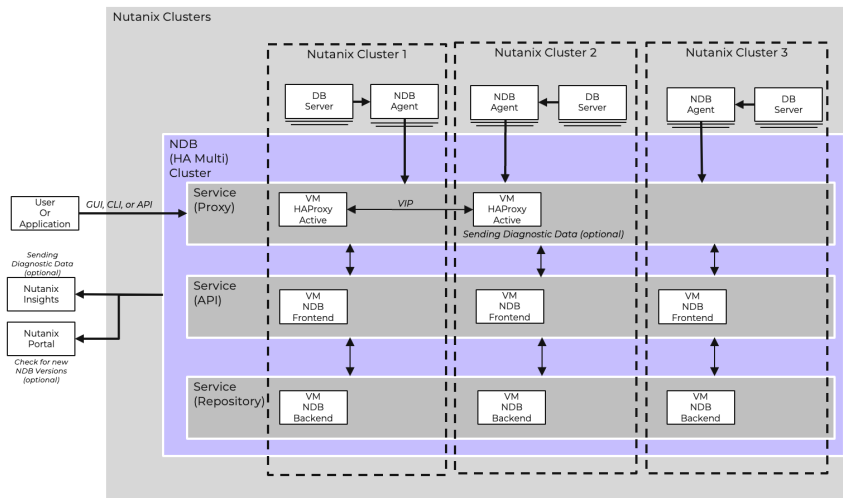 Nutanix Clusters
Nutanix Cluster 1
Nutanix Cluster 2
Nutanix Cluster 3
DB
Server
NDB
Agent
NDB
Agent
DB
Server
NDB
Agent
DB
Server
NDB
(HA Multi)
Cluster
User
Or
Application
GUI, CLI, or API
Service
(Proxy)
VM
HAProxy
Active
VIP
VM
HAProxy
Active
Sending Diagnostic Data (optional)
Sending
Diagnostic Data
(optional)
Nutanix
Insights
Nutanix
Portal
Check for new
NDB Versions
(optional)
Service
(API)
VM
NDB
Frontend
VM
NDB
Frontend
VM
NDB
Frontend
Service
(Repository)
VM
NDB
Backend
VM
NDB
Backend
VM
NDB
Backend